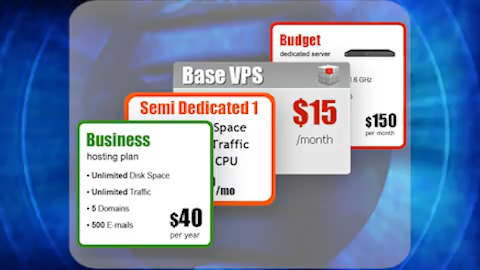 Budget
dedicated server
.6 GHz
$150
per month
Base VPS
$15
/month
Semi Dedicated 1
Space
Traffic
CPU
/mo
Business
hosting plan
• Unlimited Disk Space
• Unlimited Traffic
• 5 Domains
• 500 E-mails
$40
per year